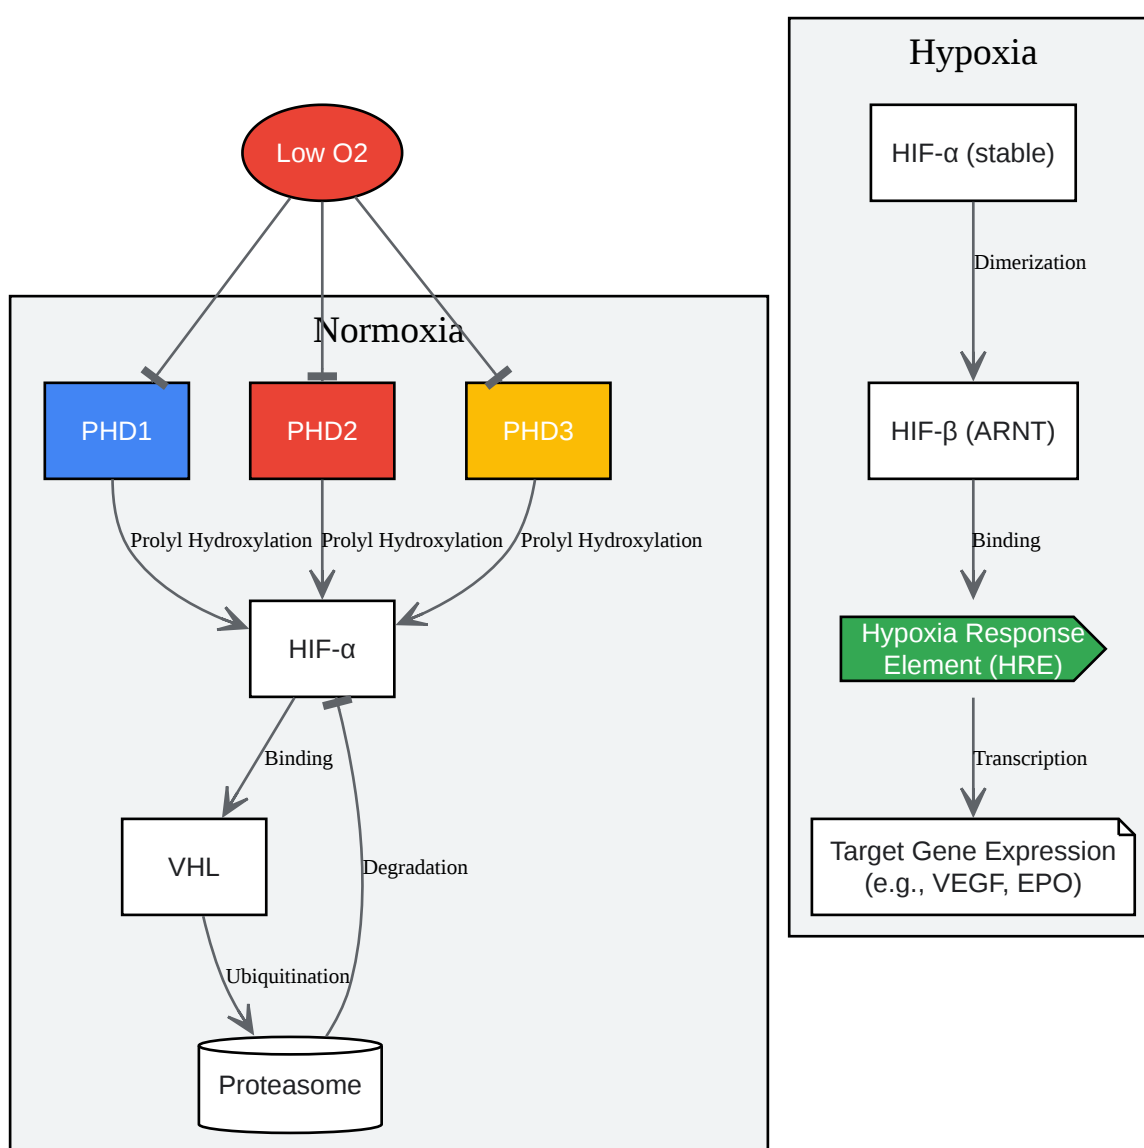 Low O2
Normoxia
PHD1
PHD2
PHD3
Prolyl Hydroxylation
Prolyl Hydroxylation
Prolyl Hydroxylation
HIF-α
Binding
VHL
Degradation
Ubiquitination
Proteasome
Hypoxia
HIF-α (stable)
Dimerization
HIF-β (ARNT)
Binding
Hypoxia Response
Element (HRE)
Transcription
Target Gene Expression
(e.g., VEGF, EPO)